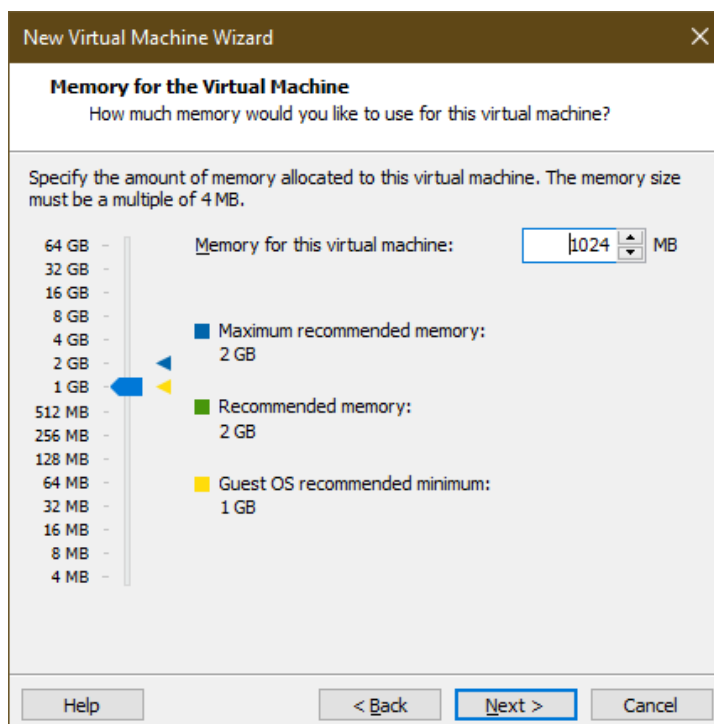 New Virtual Machine Wizard
Memory for the Virtual Machine
How much memory would you like to use for this virtual machine?
Specify the amount of memory allocated to this virtual machine. The memory size
must be a multiple of 4 MB.
64 GB
32 GB
16 GB
8 GB
4 GB
2 GB
1 GB
512 MB
256 MB
128 MB
64 MB
32 MB
16 MB
8 MB
4 MB
Memory for this virtual machine: 1024 MB
Maximum recommended memory:
2 GB
Recommended memory:
2 GB
Guest OS recommended minimum:
1 GB
Help < Back Next > Cancel